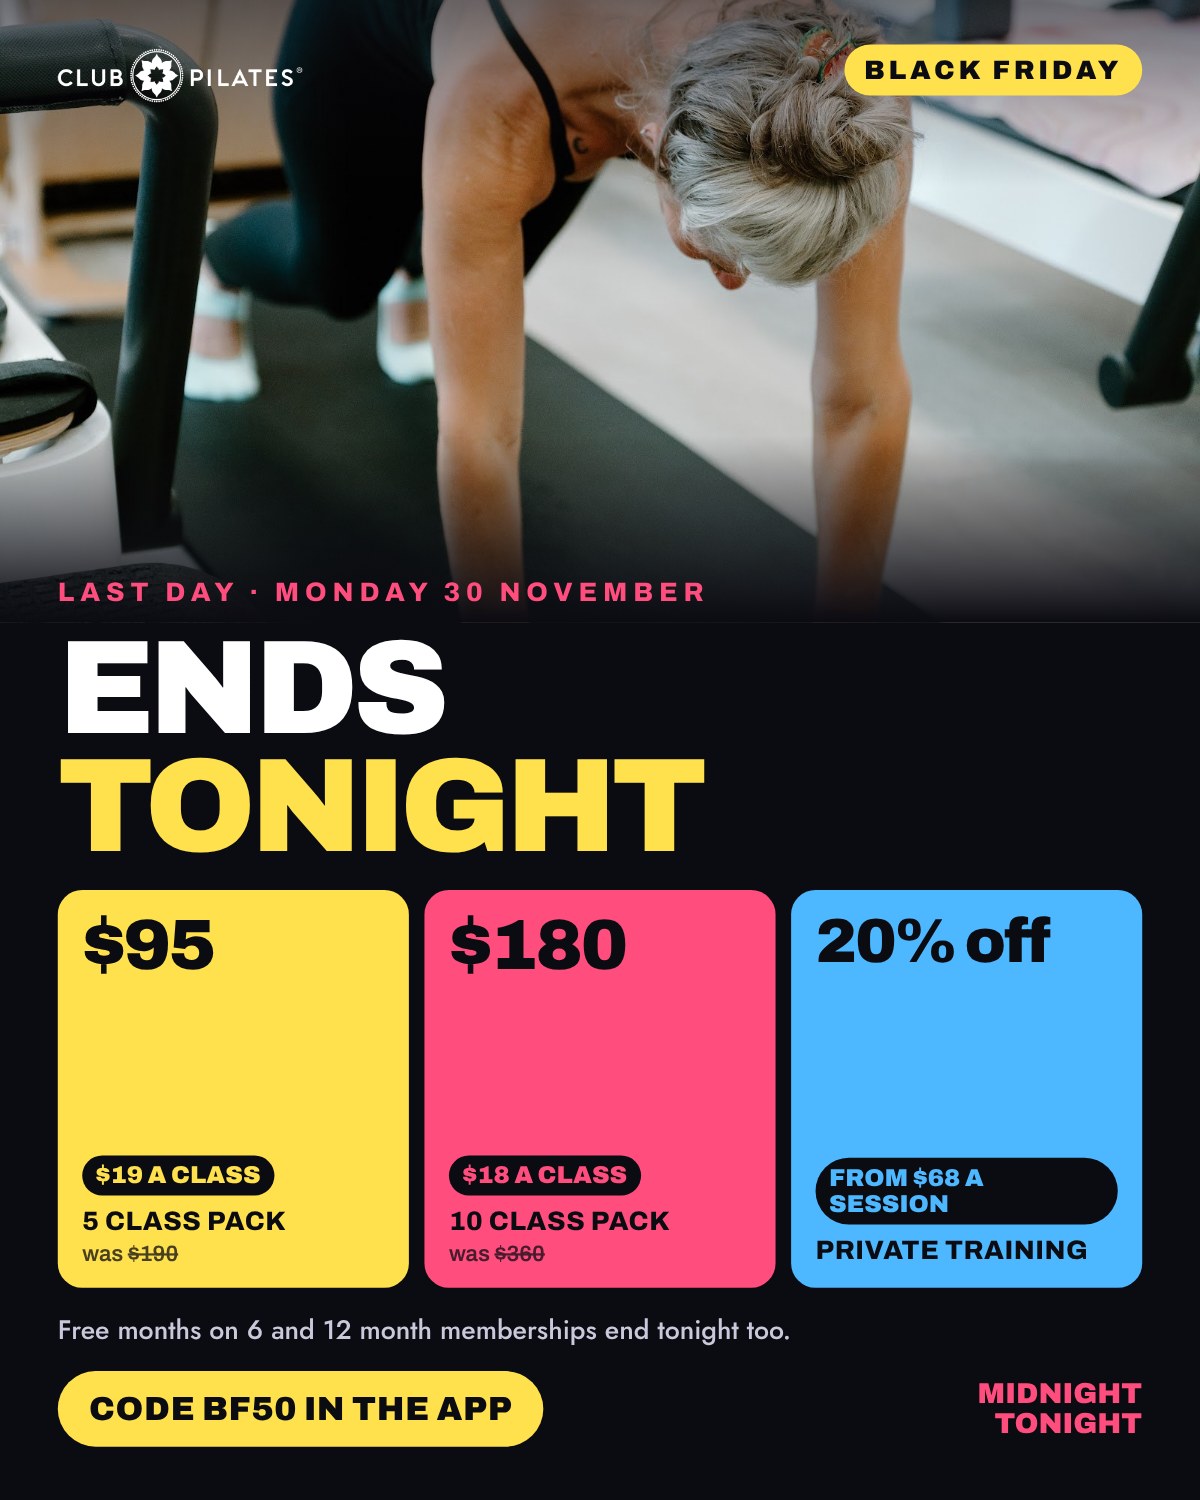 CLUB PILATES®
BLACK FRIDAY
LAST DAY · MONDAY 30 NOVEMBER
ENDS
TONIGHT
$95
$19 A CLASS
5 CLASS PACK
was $190
$180
$18 A CLASS
10 CLASS PACK
was $360
20% off
FROM $68 A
SESSION
PRIVATE TRAINING
Free months on 6 and 12 month memberships end tonight too.
CODE BF50 IN THE APP
MIDNIGHT
TONIGHT